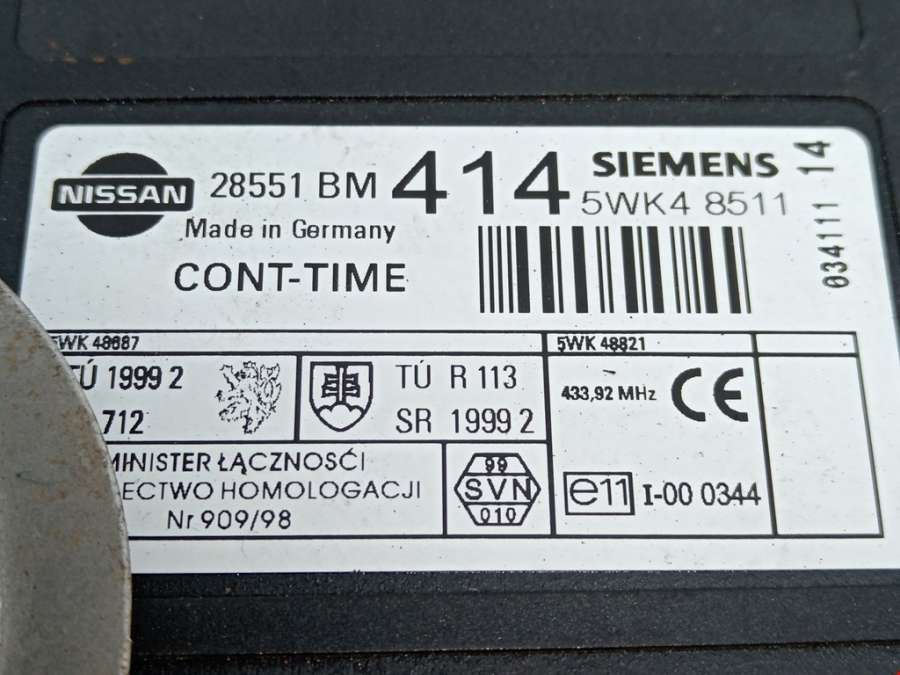 NISSAN
28551 BM 414
SIEMENS
5WK4 8511
034111 14
Made in Germany
CONT-TIME
5WK 48687
5WK 48821
TÚ 1999 2
712
TÚ R 113
SR 1999 2
433,92 MHz CE
MINISTER ŁĄCZNOSĆI
ECTWO HOMOLOGACJI
Nr 909/98
99
SVN
010
e11 I-00 0344